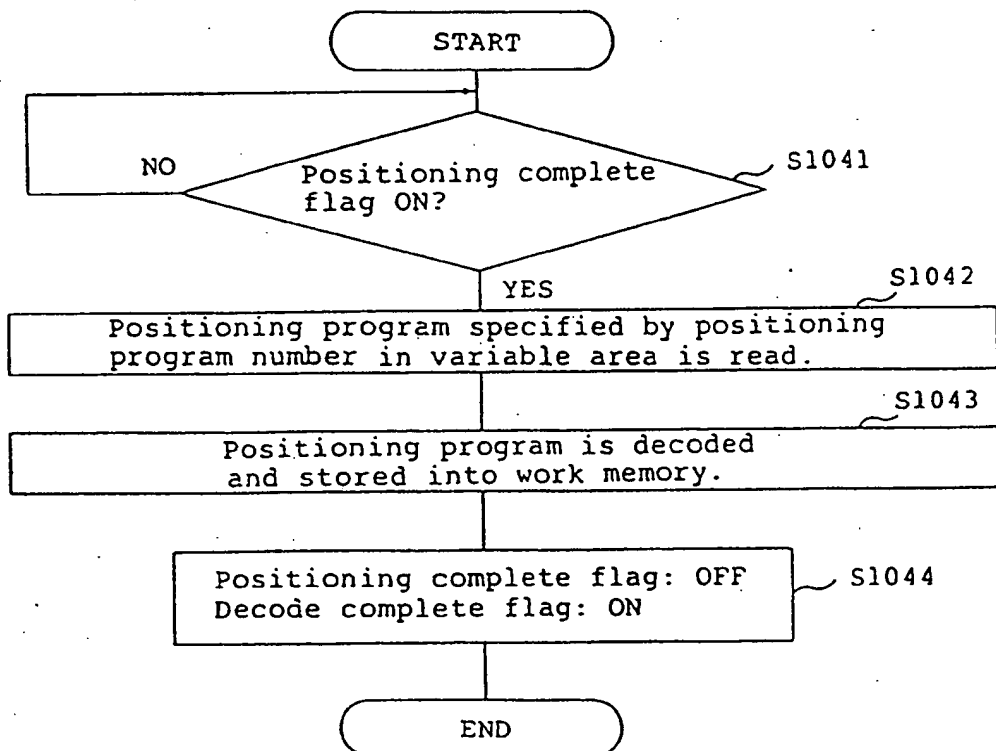 START
NO
Positioning complete
flag ON?
S1041
YES
S1042
Positioning program specified by positioning
program number in variable area is read.
S1043
Positioning program is decoded
and stored into work memory.
Positioning complete flag: OFF
Decode complete flag: ON
S1044
END